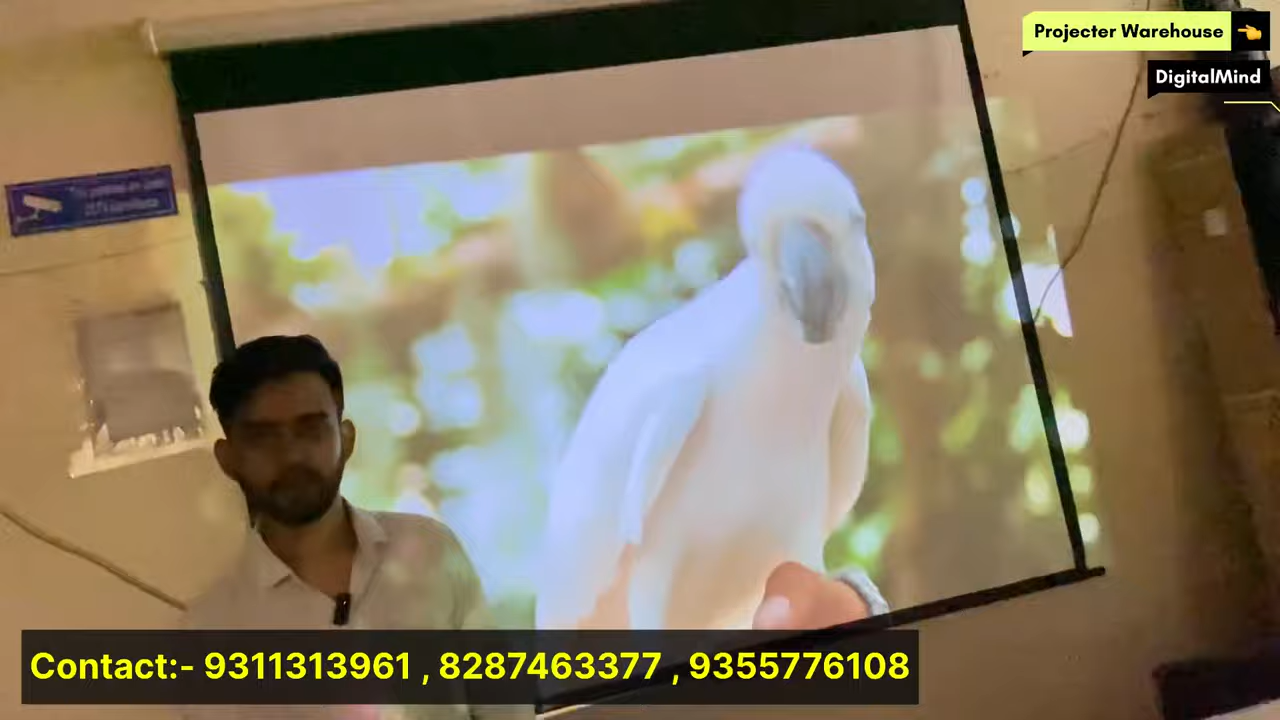 Projecter Warehouse 👈
DigitalMind
Contact:- 9311313961 , 8287463377 , 9355776108